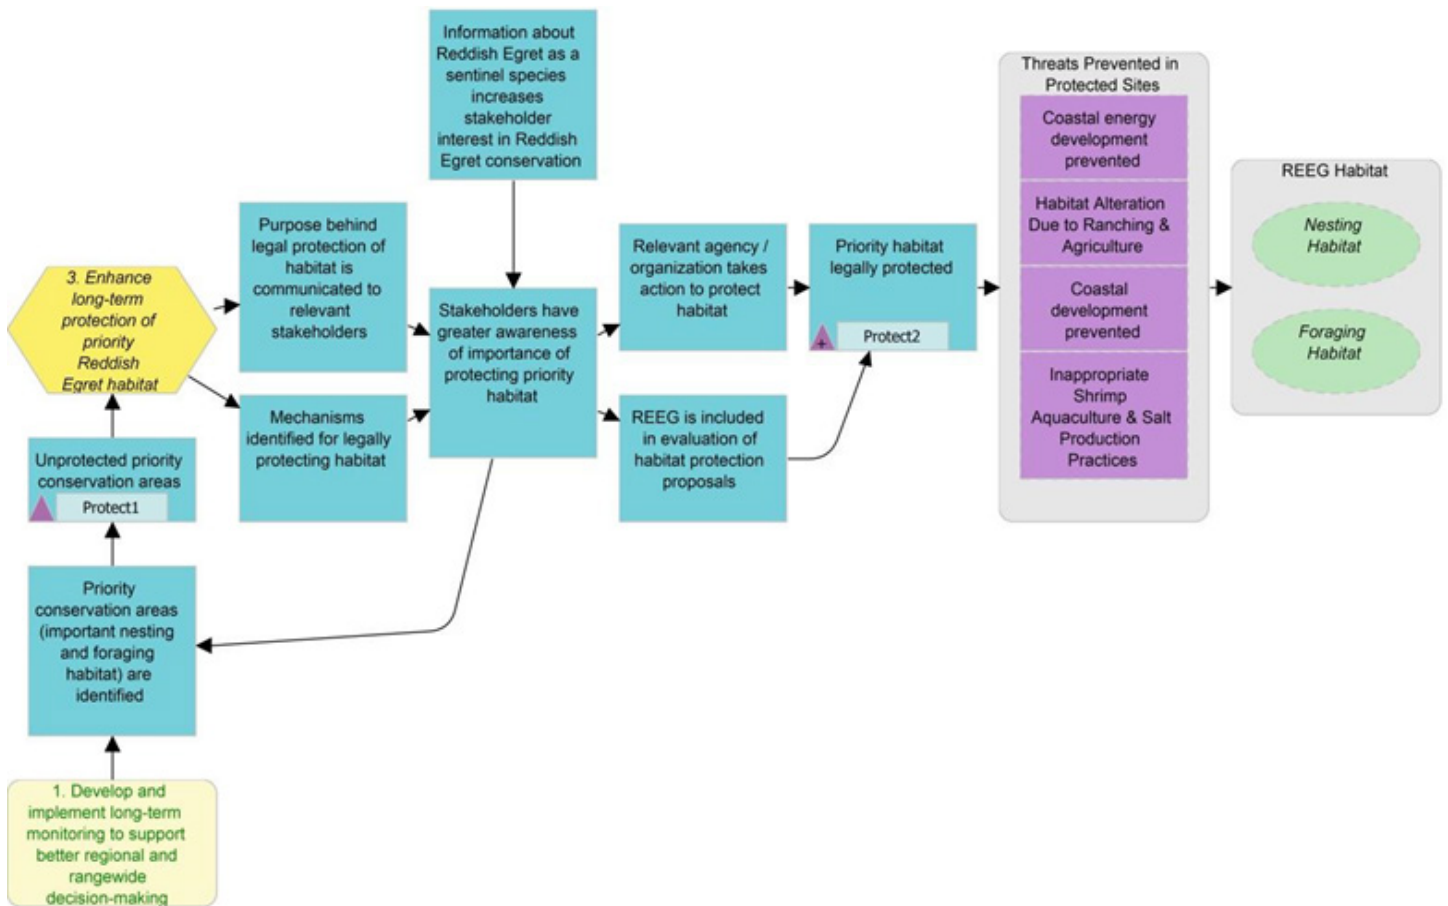 Information about
Reddish Egret as a
sentinel species
increases
stakeholder
interest in Reddish
Egret conservation
Threats Prevented in
Protected Sites
Coastal energy
development
prevented
Habitat Alteration
Due to Ranching &
Agriculture
Coastal
development
prevented
Inappropriate
Shrimp
Aquaculture & Salt
Production
Practices
REEG Habitat
Nesting
Habitat
Foraging
Habitat
Purpose behind
legal protection of
habitat is
communicated to
relevant
stakeholders
Relevant agency /
organization takes
action to protect
habitat
Priority habitat
legally protected
+
Protect2
3. Enhance
long-term
protection of
priority
Reddish
Egret habitat
Stakeholders have
greater awareness
of importance of
protecting priority
habitat
Mechanisms
identified for legally
protecting habitat
REEG is included
in evaluation of
habitat protection
proposals
Unprotected priority
conservation areas
Protect1
Priority
conservation areas
(important nesting
and foraging
habitat) are
identified
1. Develop and
implement long-term
monitoring to support
better regional and
rangewide
decision-making